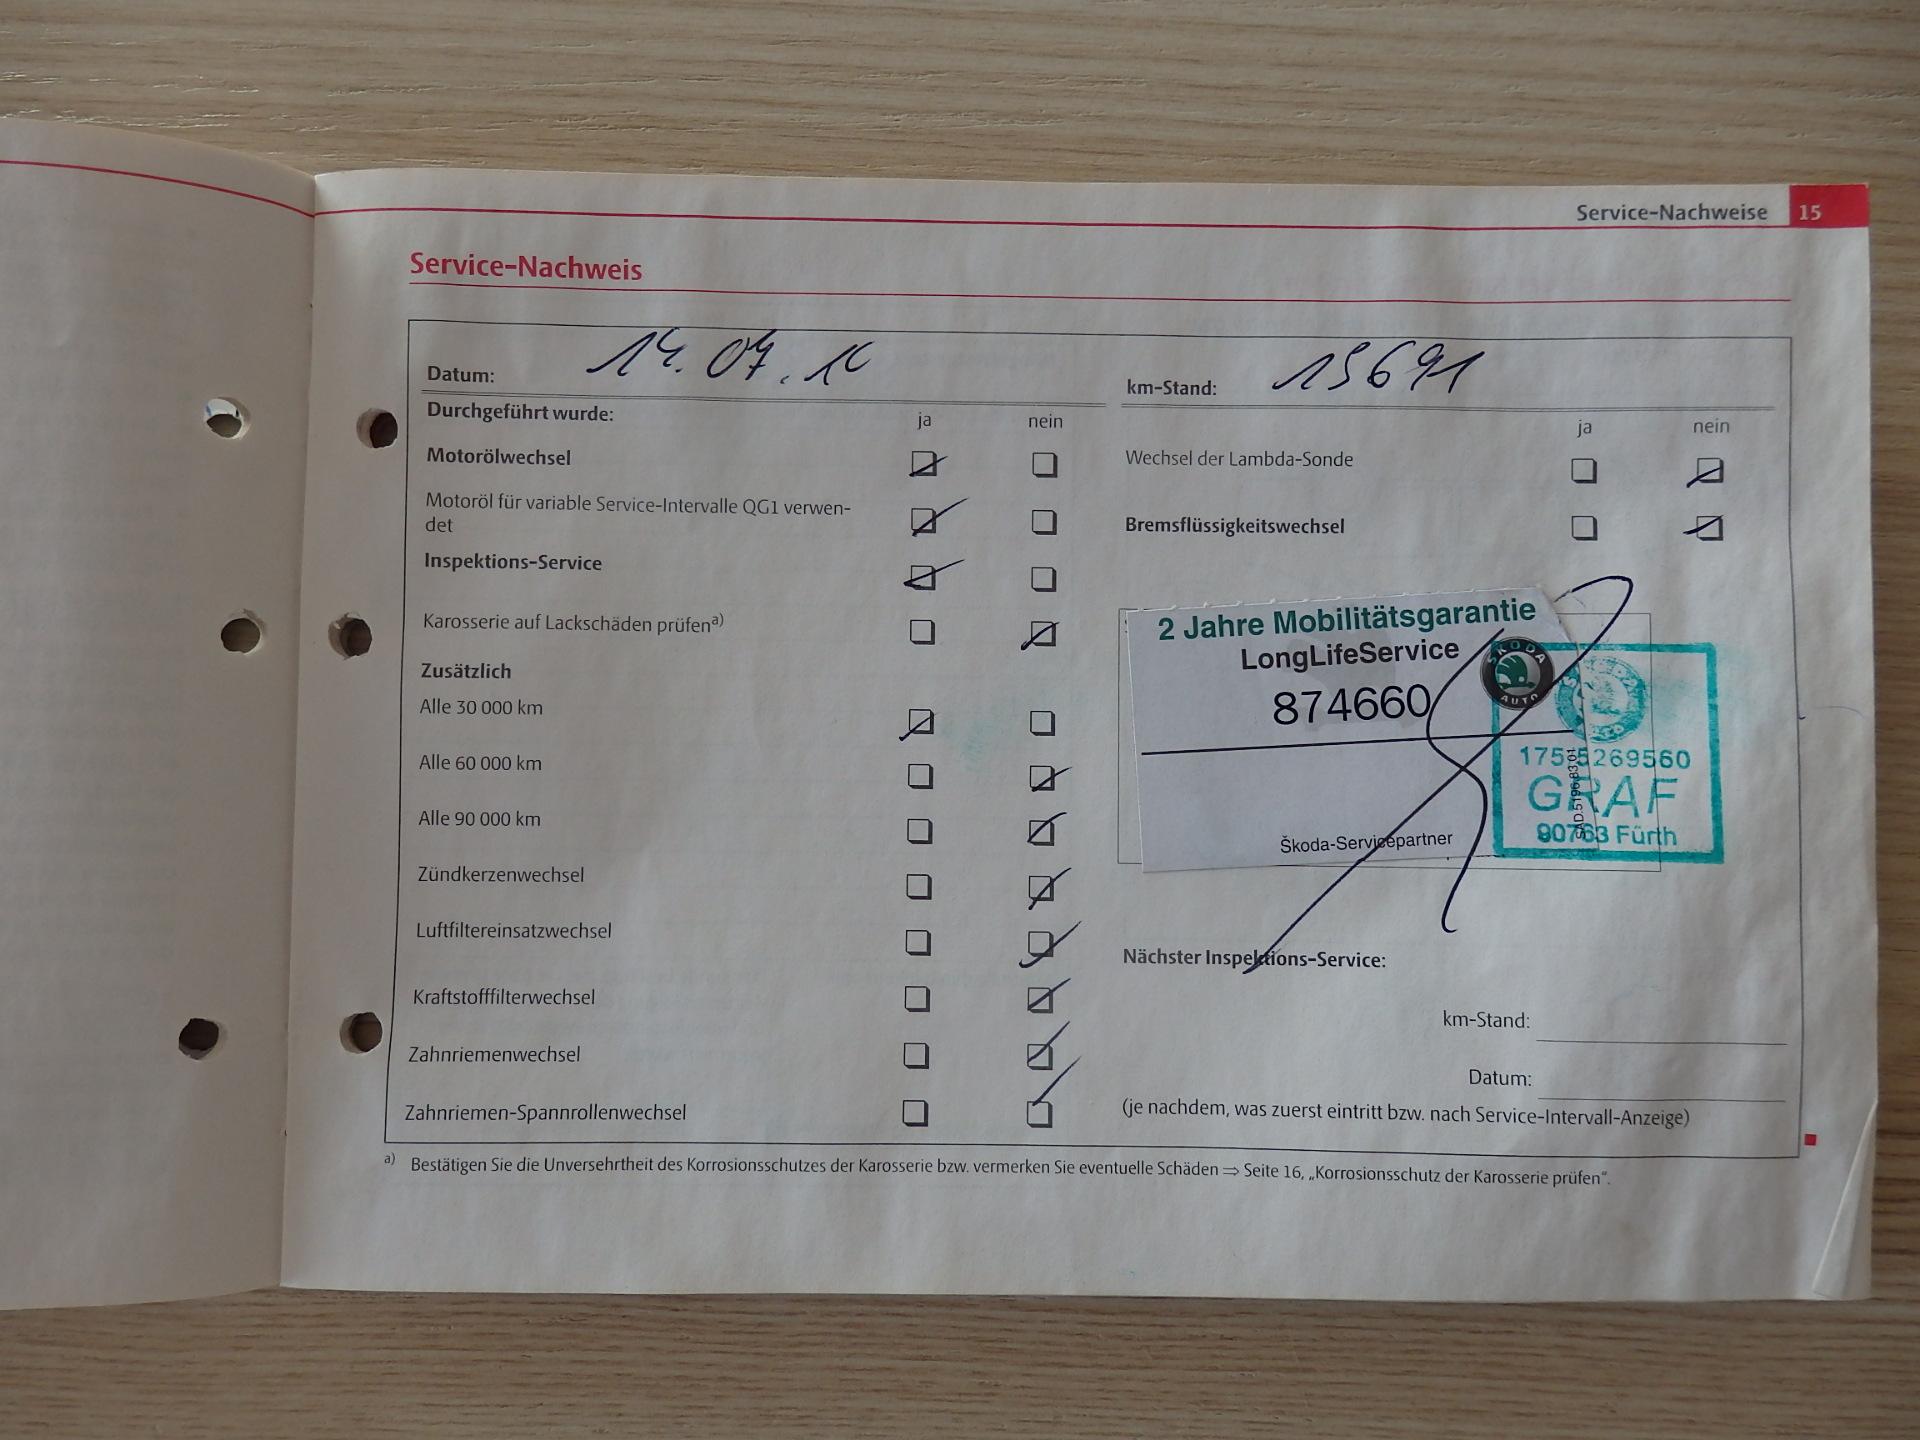 Service-Nachweise 15
Service-Nachweis
Datum: 14.07.10
km-Stand: 15691
Durchgeführt wurde: ja nein
Motorölwechsel
Motoröl für variable Service-Intervalle QG1 verwen-
det
Inspektions-Service
Karosserie auf Lackschäden prüfena)
Zusätzlich
Alle 30 000 km
Alle 60 000 km
Alle 90 000 km
Zündkerzenwechsel
Luftfiltereinsatzwechsel
Kraftstofffilterwechsel
Zahnriemenwechsel
Zahnriemen-Spannrollenwechsel
ja nein
Wechsel der Lambda-Sonde
Bremsflüssigkeitswechsel
2 Jahre Mobilitätsgarantie
LongLifeService
874660
ŠKODA
AUTO
Škoda-Servicepartner
GRAF
90763 Fürth
Nächster Inspektions-Service:
km-Stand:
Datum:
(je nachdem, was zuerst eintritt bzw. nach Service-Intervall-Anzeige)
a) Bestätigen Sie die Unversehrtheit des Korrosionsschutzes der Karosserie bzw. vermerken Sie eventuelle Schäden ⇒ Seite 16, „Korrosionsschutz der Karosserie prüfen“.